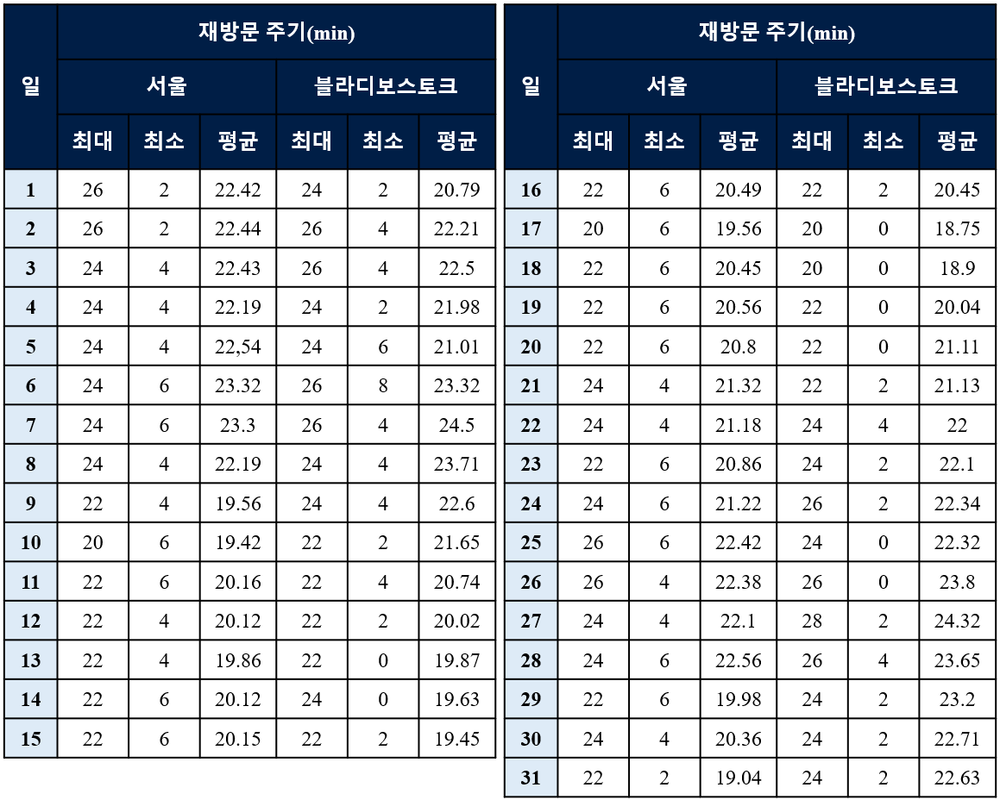 일 재방문 주기(min)
서울 블라디보스토크
최대 최소 평균 최대 최소 평균
1 26 2 22.42 24 2 20.79
2 26 2 22.44 26 4 22.21
3 24 4 22.43 26 4 22.5
4 24 4 22.19 24 2 21.98
5 24 4 22,54 24 6 21.01
6 24 6 23.32 26 8 23.32
7 24 6 23.3 26 4 24.5
8 24 4 22.19 24 4 23.71
9 22 4 19.56 24 4 22.6
10 20 6 19.42 22 2 21.65
11 22 6 20.16 22 4 20.74
12 22 4 20.12 22 2 20.02
13 22 4 19.86 22 0 19.87
14 22 6 20.12 24 0 19.63
15 22 6 20.15 22 2 19.45
일 재방문 주기(min)
서울 블라디보스토크
최대 최소 평균 최대 최소 평균
16 22 6 20.49 22 2 20.45
17 20 6 19.56 20 0 18.75
18 22 6 20.45 20 0 18.9
19 22 6 20.56 22 0 20.04
20 22 6 20.8 22 0 21.11
21 24 4 21.32 22 2 21.13
22 24 4 21.18 24 4 22
23 22 6 20.86 24 2 22.1
24 24 6 21.22 26 2 22.34
25 26 6 22.42 24 0 22.32
26 26 4 22.38 26 0 23.8
27 24 4 22.1 28 2 24.32
28 24 6 22.56 26 4 23.65
29 22 6 19.98 24 2 23.2
30 24 4 20.36 24 2 22.71
31 22 2 19.04 24 2 22.63